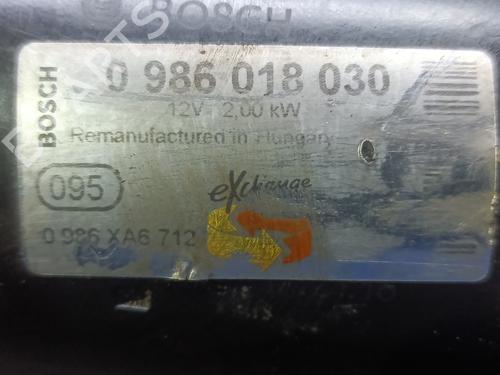 BOSCH
BOSCH
0 986 018 030
12V 2,00 kW
Remanufactured in Hungary
095
eXchange
0 986 XA6 712